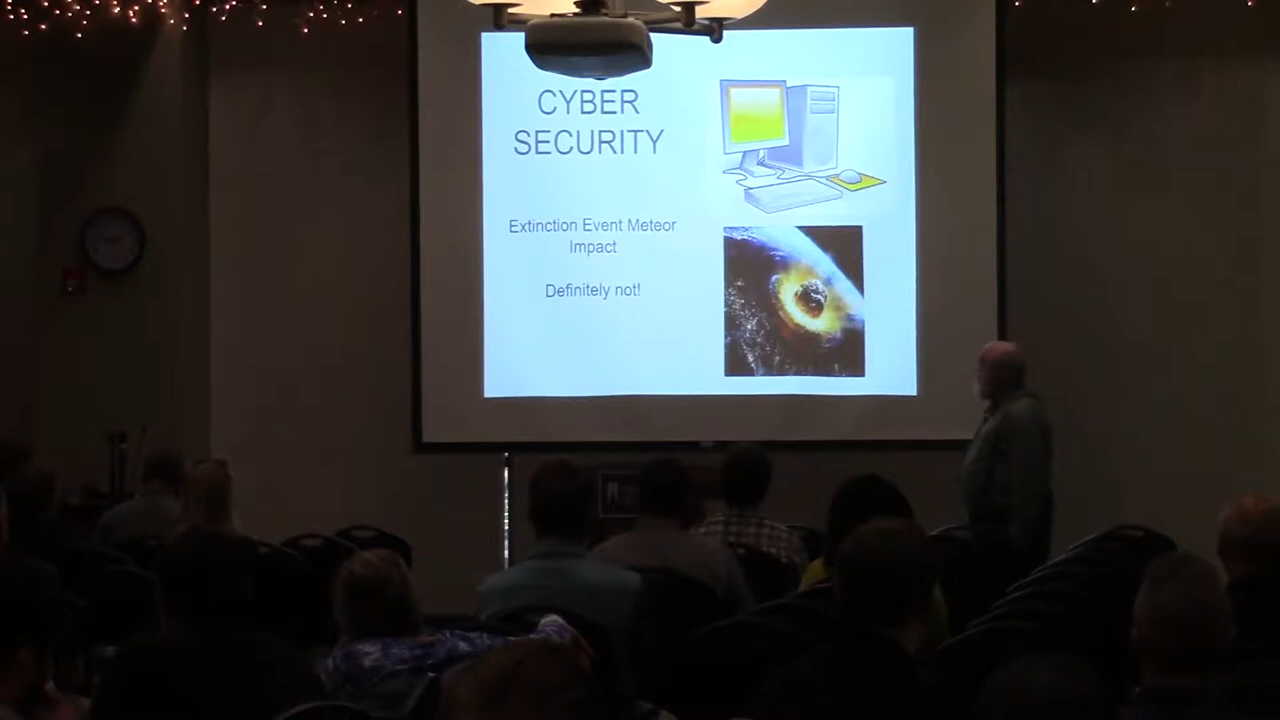 CYBER
SECURITY
Extinction Event Meteor
Impact
Definitely not!